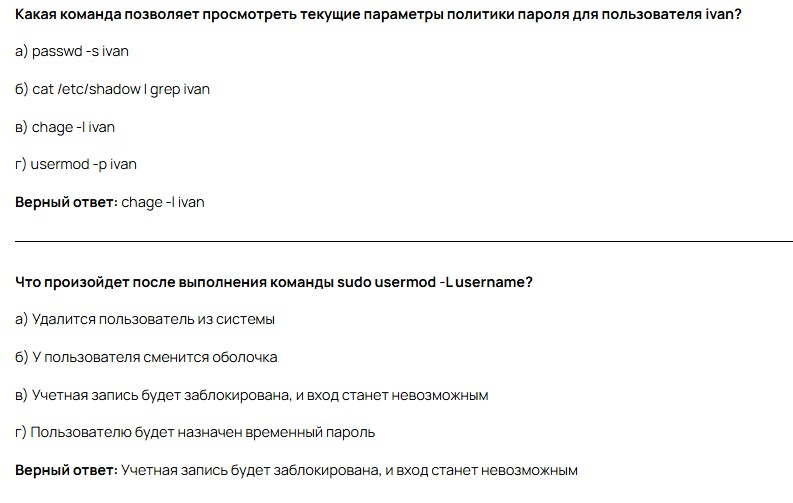 Какая команда позволяет просмотреть текущие параметры политики пароля для пользователя ivan?
а) passwd -s ivan
б) cat /etc/shadow | grep ivan
в) chage -l ivan
г) usermod -p ivan
Верный ответ: chage -l ivan
Что произойдет после выполнения команды sudo usermod -L username?
а) Удалится пользователь из системы
б) У пользователя сменится оболочка
в) Учетная запись будет заблокирована, и вход станет невозможным
г) Пользователю будет назначен временный пароль
Верный ответ: Учетная запись будет заблокирована, и вход станет невозможным